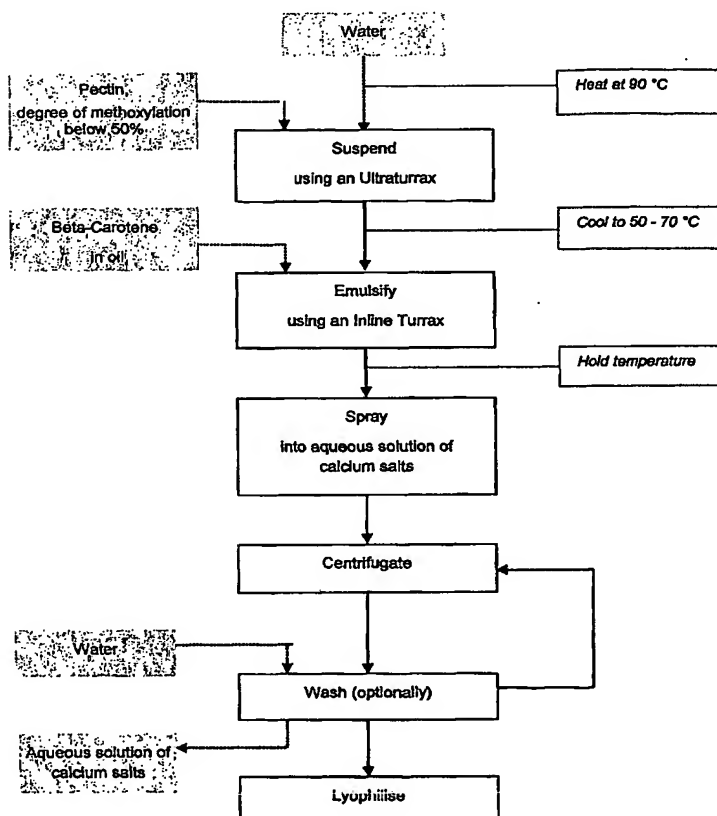 Water
Heat at 90 °C
Pectin,
degree of methoxylation
below 50%
Suspend
using an Ultraturrax
Cool to 50 - 70 °C
Beta-Carotene
in oil
Emulsify
using an Inline Turrax
Hold temperature
Spray
into aqueous solution of
calcium salts
Centrifugate
Water
Wash (optionally)
Aqueous solution of
calcium salts
Lyophilise